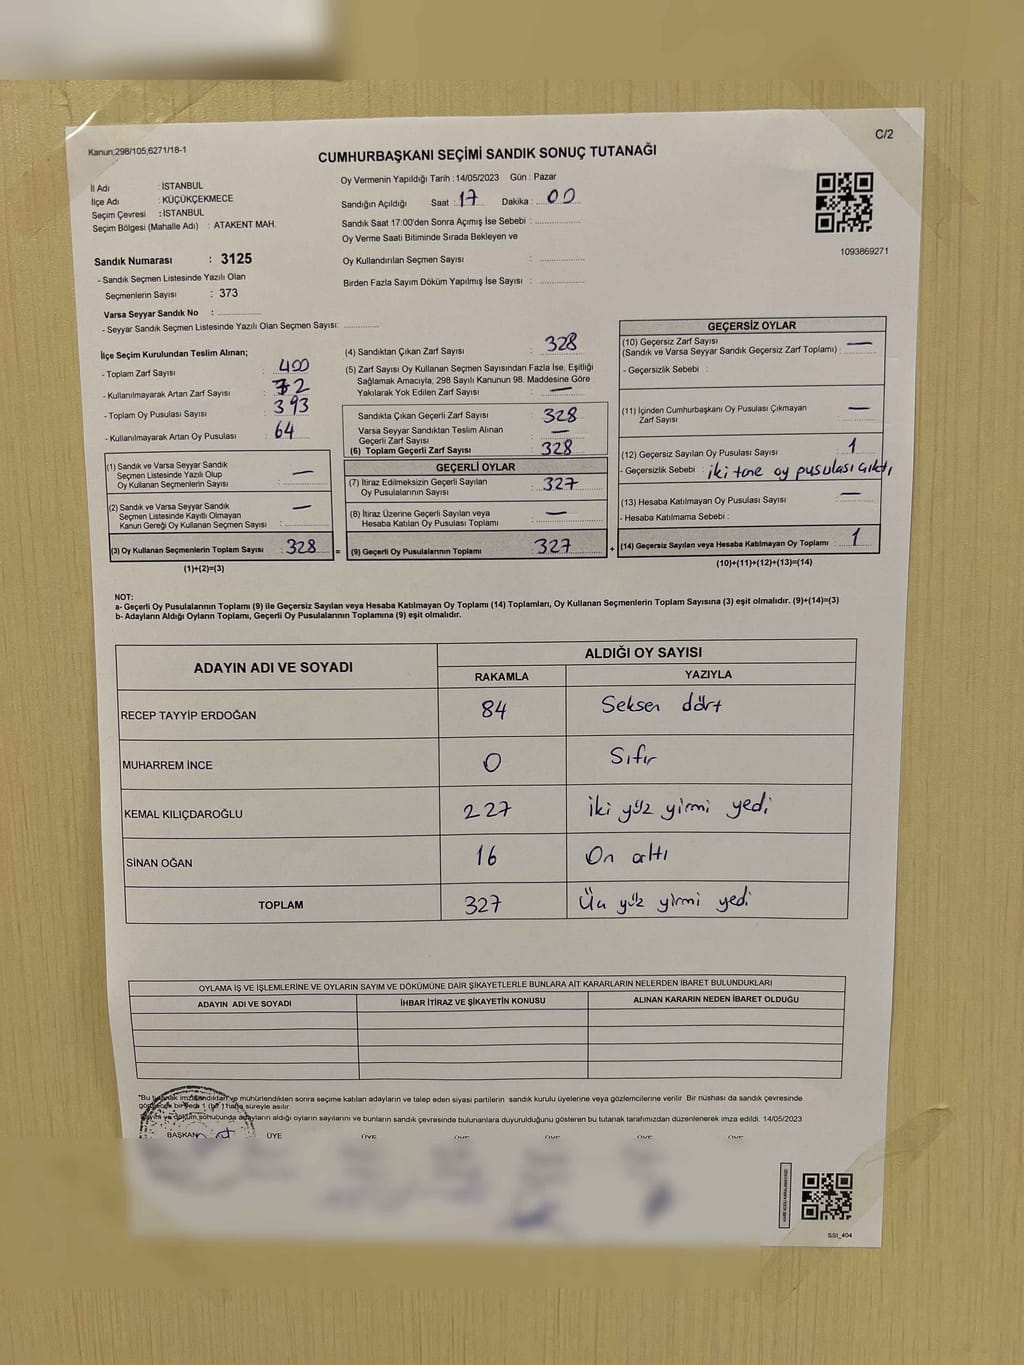 Kanun;298/105,6271/18-1
C/2
CUMHURBAŞKANI SEÇİMİ SANDIK SONUÇ TUTANAĞI
İl Adı : İSTANBUL
İlçe Adı : KÜÇÜKÇEKMECE
Seçim Çevresi : İSTANBUL
Seçim Bölgesi (Mahalle Adı) : ATAKENT MAH.
Sandık Numarası : 3125
- Sandık Seçmen Listesinde Yazılı Olan
Seçmenlerin Sayısı : 373
Varsa Seyyar Sandık No : ..............
- Seyyar Sandık Seçmen Listesinde Yazılı Olan Seçmen Sayısı: ............
Oy Vermenin Yapıldığı Tarih : 14/05/2023 Gün : Pazar
Sandığın Açıldığı Saat : 17 Dakika : 00
Sandık Saat 17:00'den Sonra Açımış İse Sebebi : ..............
Oy Verme Saati Bitiminde Sırada Bekleyen ve
Oy Kullandırılan Seçmen Sayısı : ..............
Birden Fazla Sayım Döküm Yapılmış İse Sayısı : ..............
1093869271
İlçe Seçim Kurulundan Teslim Alınan;
- Toplam Zarf Sayısı : 400
- Kullanılmayarak Artan Zarf Sayısı : 72
- Toplam Oy Pusulası Sayısı : 393
- Kullanılmayarak Artan Oy Pusulası : 64
(1) Sandık ve Varsa Seyyar Sandık
Seçmen Listesinde Yazılı Olup
Oy Kullanan Seçmenlerin Sayısı : —
(2) Sandık ve Varsa Seyyar Sandık
Seçmen Listesinde Kayıtlı Olmayan
Kanun Gereği Oy Kullanan Seçmen Sayısı : —
(3) Oy Kullanan Seçmenlerin Toplam Sayısı : 328
(1)+(2)=(3)
(4) Sandıktan Çıkan Zarf Sayısı : 328
(5) Zarf Sayısı Oy Kullanan Seçmen Sayısından Fazla İse, Eşitliği
Sağlamak Amacıyla, 298 Sayılı Kanunun 98. Maddesine Göre
Yakılarak Yok Edilen Zarf Sayısı : —
Sandıkta Çıkan Geçerli Zarf Sayısı : 328
Varsa Seyyar Sandıktan Teslim Alınan
Geçerli Zarf Sayısı : —
(6) Toplam Geçerli Zarf Sayısı : 328
GEÇERLİ OYLAR
(7) İtiraz Edilmeksizin Geçerli Sayılan
Oy Pusulalarının Sayısı : 327
(8) İtiraz Üzerine Geçerli Sayılan veya
Hesaba Katılan Oy Pusulası Toplamı : —
= (9) Geçerli Oy Pusulalarının Toplamı : 327 +
GEÇERSİZ OYLAR
(10) Geçersiz Zarf Sayısı
(Sandık ve Varsa Seyyar Sandık Geçersiz Zarf Toplamı) : —
- Geçersizlik Sebebi :
(11) İçinden Cumhurbaşkanı Oy Pusulası Çıkmayan
Zarf Sayısı : —
(12) Geçersiz Sayılan Oy Pusulası Sayısı : 1
- Geçersizlik Sebebi : iki tane oy pusulası çıktı
(13) Hesaba Katılmayan Oy Pusulası Sayısı : —
- Hesaba Katılmama Sebebi :
(14) Geçersiz Sayılan veya Hesaba Katılmayan Oy Toplamı : 1
(10)+(11)+(12)+(13)=(14)
NOT:
a- Geçerli Oy Pusulalarının Toplamı (9) ile Geçersiz Sayılan veya Hesaba Katılmayan Oy Toplamı (14) Toplamları, Oy Kullanan Seçmenlerin Toplam Sayısına (3) eşit olmalıdır. (9)+(14)=(3)
b- Adayların Aldığı Oyların Toplamı, Geçerli Oy Pusulalarının Toplamına (9) eşit olmalıdır.
ADAYIN ADI VE SOYADI ALDIĞI OY SAYISI
RAKAMLA YAZIYLA
RECEP TAYYİP ERDOĞAN 84 Seksen dört
MUHARREM İNCE 0 Sıfır
KEMAL KILIÇDAROĞLU 227 İki yüz yirmi yedi
SİNAN OĞAN 16 On altı
TOPLAM 327 Üç yüz yirmi yedi
OYLAMA İŞ VE İŞLEMLERİNE VE OYLARIN SAYIM VE DÖKÜMÜNE DAİR ŞİKAYETLERLE BUNLARA AİT KARARLARIN NELERDEN İBARET BULUNDUKLARI
ADAYIN ADI VE SOYADI İHBAR İTİRAZ VE ŞİKAYETİN KONUSU ALINAN KARARIN NEDEN İBARET OLDUĞU
"Bu tutanak imzalandıktan ve mühürlendikten sonra seçime katılan adayların ve talep eden siyasi partilerin sandık kurulu üyelerine veya gözlemcilerine verilir. Bir nüshası da sandık çevresinde
görülecek bir yere 1 (bir) hafta süreyle asılır.
Sayım ve döküm sonucunda adayların aldığı oyların sayılarını ve bunların sandık çevresinde bulunanlara duyurulduğunu gösteren bu tutanak tarafımızdan düzenlenerek imza edildi. 14/05/2023
BAŞKAN ÜYE ÜYE ÜYE ÜYE ÜYE ÜYE
SSI_404